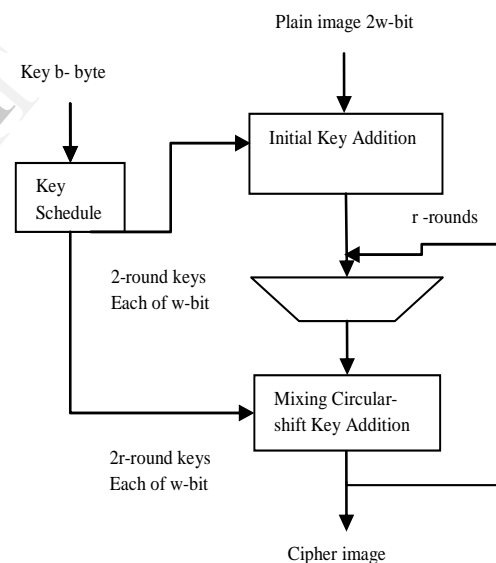 Plain image 2w-bit
Key b- byte
Initial Key Addition
Key
Schedule
r -rounds
2-round keys
Each of w-bit
Mixing Circular-
shift Key Addition
2r-round keys
Each of w-bit
Cipher image